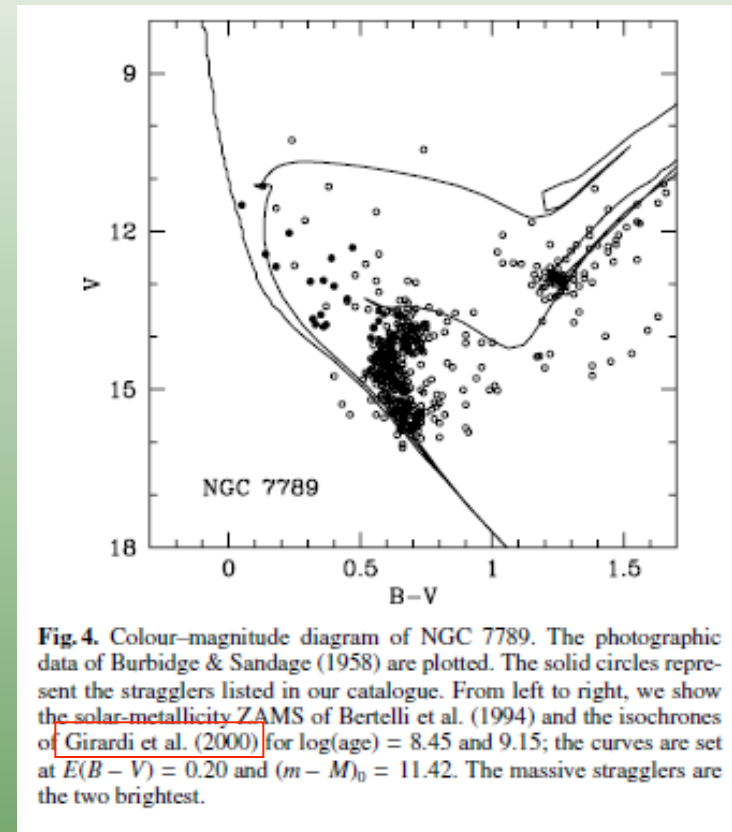 9
12
V
15
NGC 7789
18
0 0.5 1 1.5
B-V
Fig. 4. Colour–magnitude diagram of NGC 7789. The photographic
data of Burbidge & Sandage (1958) are plotted. The solid circles repre-
sent the stragglers listed in our catalogue. From left to right, we show
the solar-metallicity ZAMS of Bertelli et al. (1994) and the isochrones
of Girardi et al. (2000) for log(age) = 8.45 and 9.15; the curves are set
at E(B – V) = 0.20 and (m – M)₀ = 11.42. The massive stragglers are
the two brightest.